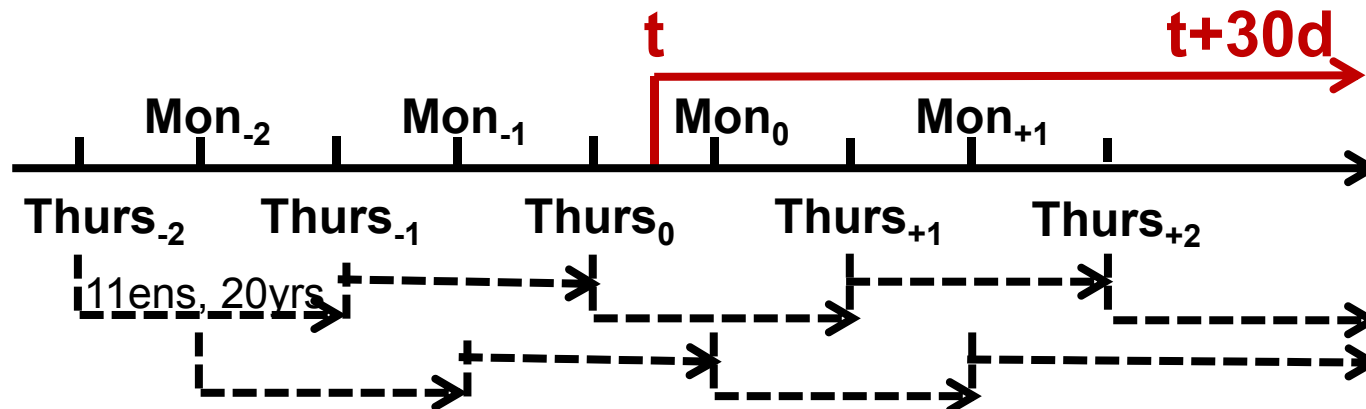 t t+30d
Mon₋₂ Mon₋₁ Mon₀ Mon₊₁
Thurs₋₂ Thurs₋₁ Thurs₀ Thurs₊₁ Thurs₊₂
11ens, 20yrs